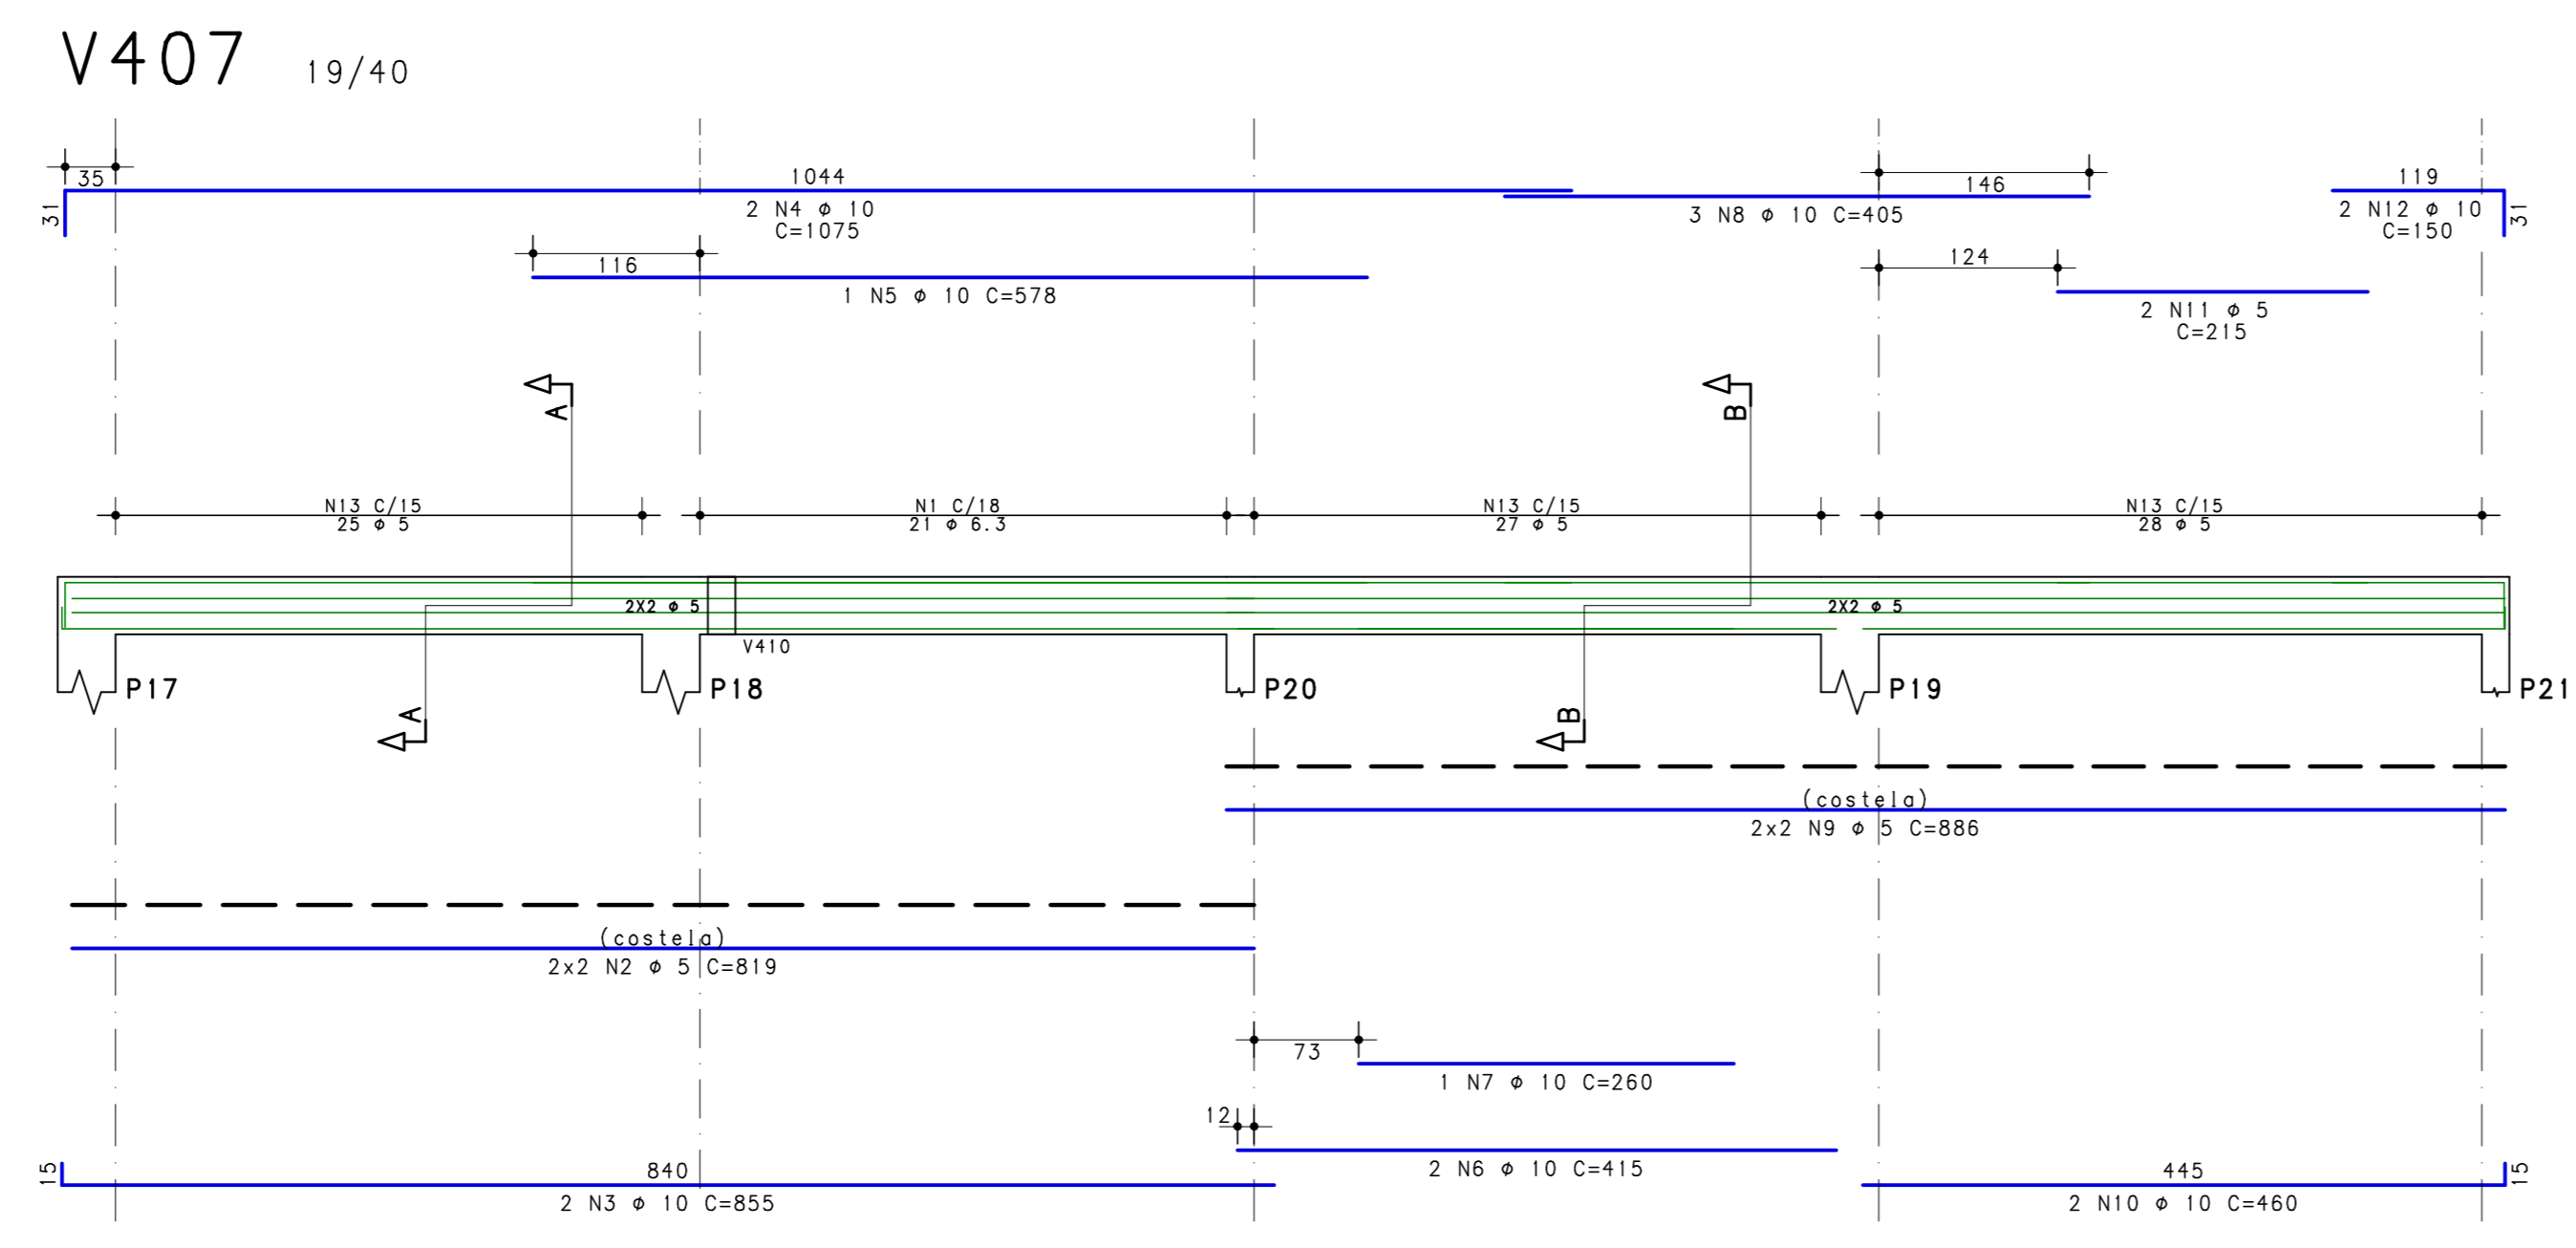 V407 19/40
35
1044
146
119
31
2 N4 ϕ 10
C=1075
3 N8 ϕ 10 C=405
2 N12 ϕ 10
C=150
31
116
124
1 N5 ϕ 10 C=578
2 N11 ϕ 5
C=215
A
B
N13 C/15
25 ϕ 5
N1 C/18
21 ϕ 6.3
N13 C/15
27 ϕ 5
N13 C/15
28 ϕ 5
2X2 ϕ 5
2X2 ϕ 5
V410
P17
P18
P20
P19
P21
A
B
(costela)
2x2 N9 ϕ 5 C=886
(costela)
2x2 N2 ϕ 5 C=819
73
1 N7 ϕ 10 C=260
12
2 N6 ϕ 10 C=415
15
840
2 N3 ϕ 10 C=855
445
15
2 N10 ϕ 10 C=460